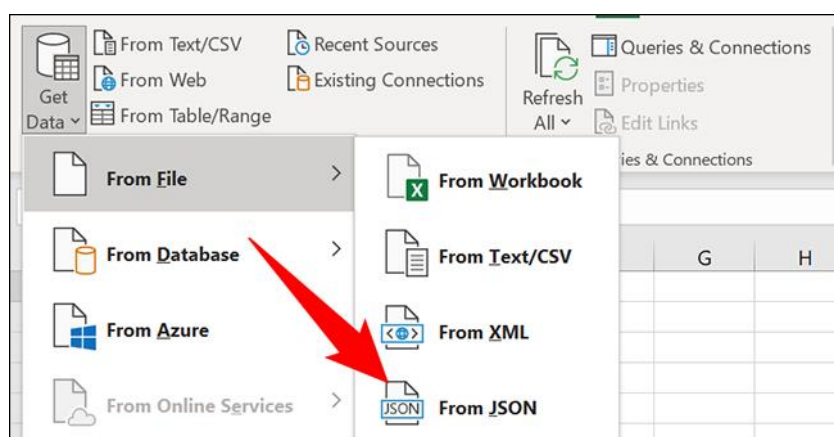 From Text/CSV
Recent Sources
From Web
Existing Connections
Get
Data
From Table/Range
Queries & Connections
Properties
Refresh
All
Edit Links
ies & Connections
From File
From Workbook
From Database
From Text/CSV
G
H
From Azure
<⊕>
From XML
From Online Services
JSON
From JSON
X